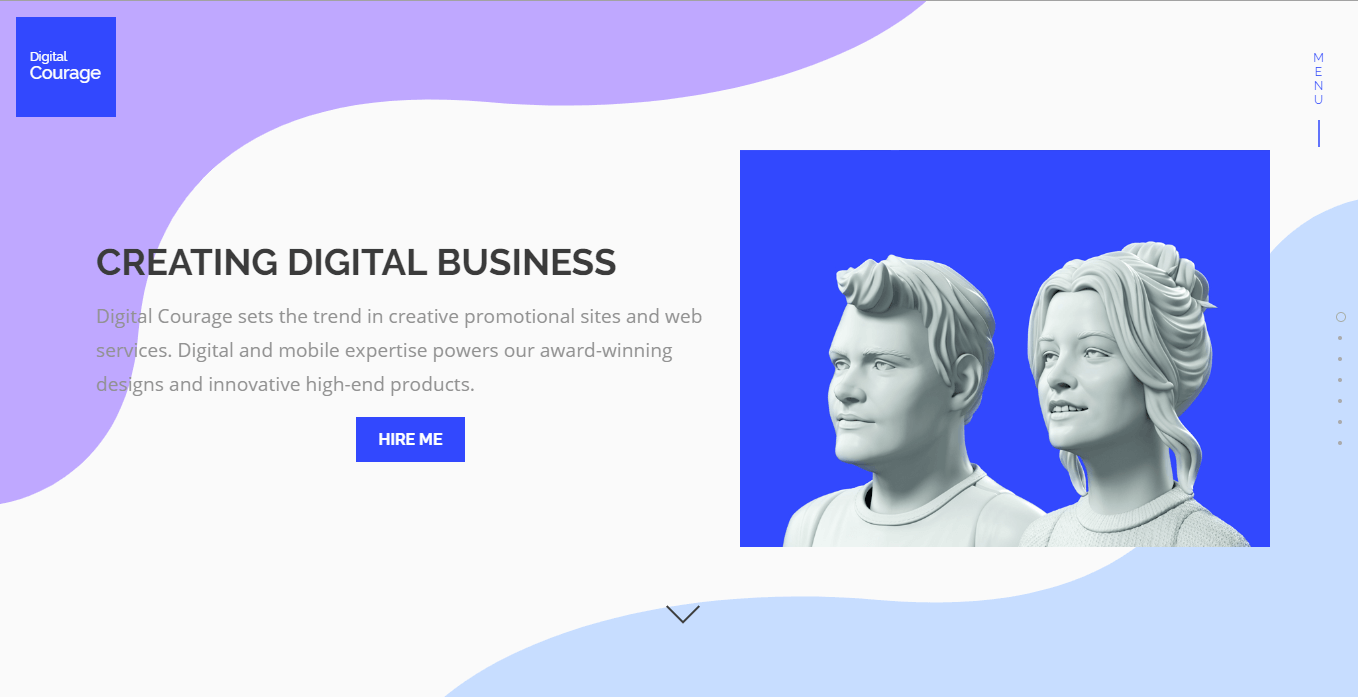 Digital
Courage
M
E
N
U
CREATING DIGITAL BUSINESS
Digital Courage sets the trend in creative promotional sites and web
services. Digital and mobile expertise powers our award-winning
designs and innovative high-end products.
HIRE ME